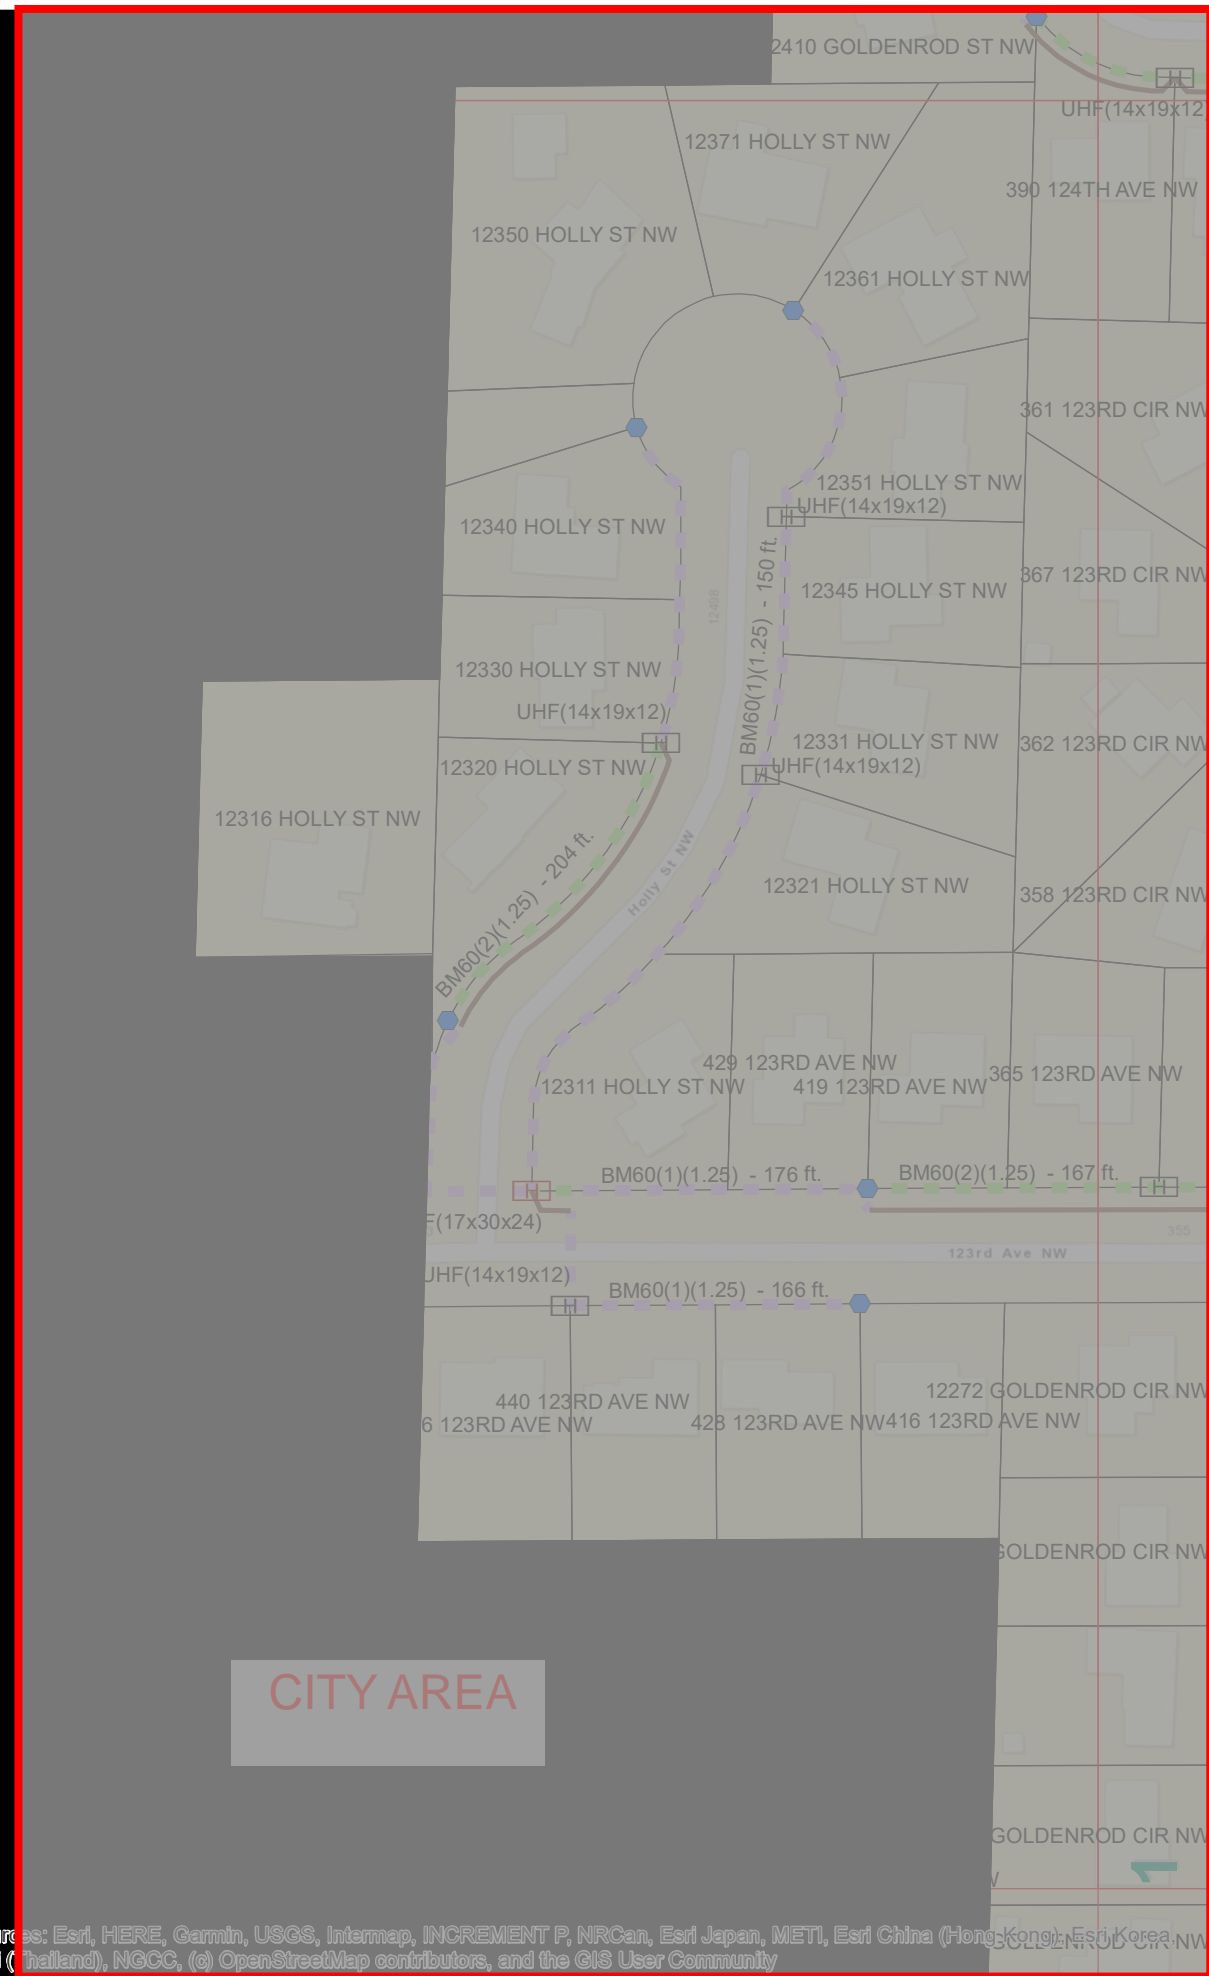 2410 GOLDENROD ST NW
UHF(14x19x12)
12371 HOLLY ST NW
390 124TH AVE NW
12350 HOLLY ST NW
12361 HOLLY ST NW
361 123RD CIR NW
12351 HOLLY ST NW
UHF(14x19x12)
12340 HOLLY ST NW
BM60(1)(1.25) - 150 ft.
367 123RD CIR NW
12345 HOLLY ST NW
12330 HOLLY ST NW
UHF(14x19x12)
12331 HOLLY ST NW
362 123RD CIR NW
12320 HOLLY ST NW
UHF(14x19x12)
12316 HOLLY ST NW
BM60(2)(1.25) - 204 ft.
Holly St NW
12321 HOLLY ST NW
358 123RD CIR NW
429 123RD AVE NW
365 123RD AVE NW
12311 HOLLY ST NW
419 123RD AVE NW
BM60(1)(1.25) - 176 ft.
BM60(2)(1.25) - 167 ft.
F(17x30x24)
355
123rd Ave NW
UHF(14x19x12)
BM60(1)(1.25) - 166 ft.
12272 GOLDENROD CIR NW
440 123RD AVE NW
6 123RD AVE NW
428 123RD AVE NW
416 123RD AVE NW
GOLDENROD CIR NW
CITY AREA
GOLDENROD CIR NW
1
W
GOLDENROD CIR NW
urces: Esri, HERE, Garmin, USGS, Intermap, INCREMENT P, NRCan, Esri Japan, METI, Esri China (Hong Kong), Esri Korea,
(Thailand), NGCC, (c) OpenStreetMap contributors, and the GIS User Community